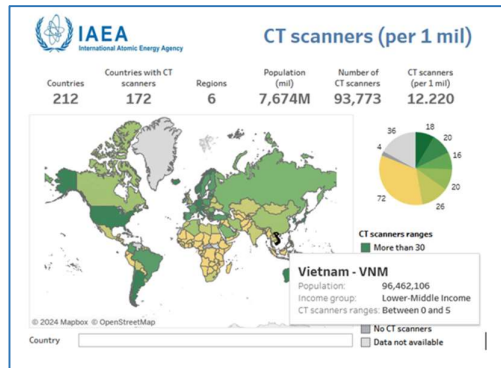 IAEA
International Atomic Energy Agency
CT scanners (per 1 mil)
Countries
212
Countries with CT
scanners
172
Regions
6
Population
(mil)
7,674M
Number of
CT scanners
93,773
CT scanners
(per 1 mil)
12.220
36
18
4
20
16
72
20
26
CT scanners ranges
More than 30
Vietnam - VNM
Population: 96,462,106
Income group: Lower-Middle Income
CT scanners ranges: Between 0 and 5
No CT scanners
Data not available
© 2024 Mapbox © OpenStreetMap
Country